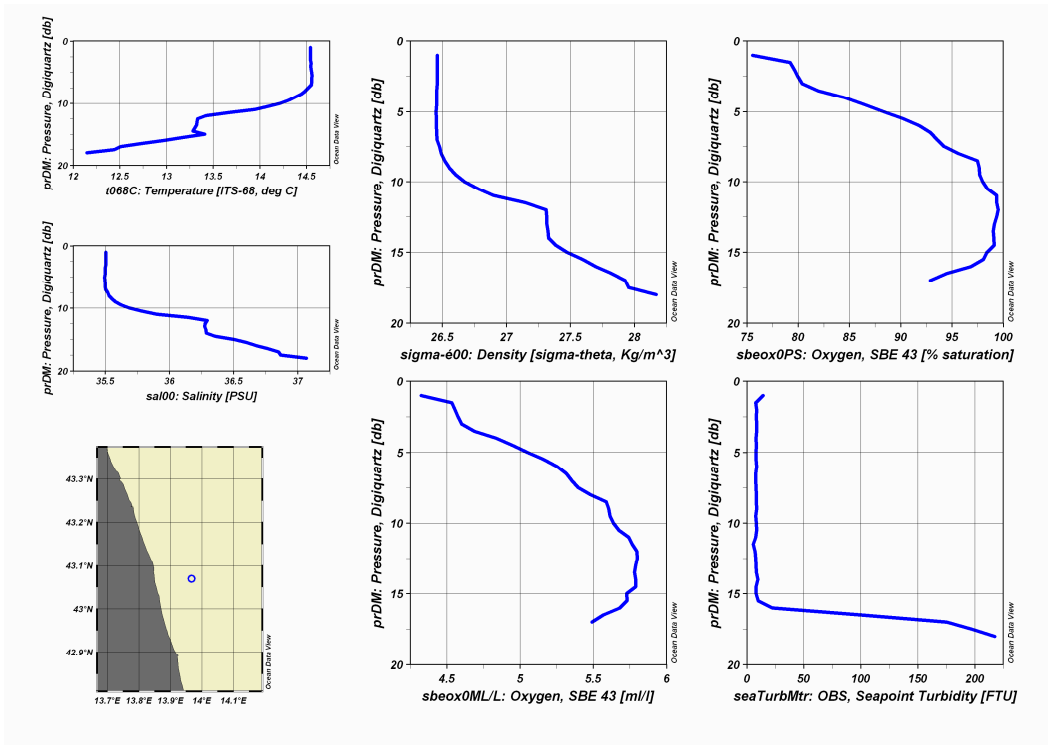 prDM: Pressure, Digiquartz [db]
0
10
20
12
12.5
13
13.5
14
14.5
t068C: Temperature [ITS-68, deg C]
Ocean Data View
prDM: Pressure, Digiquartz [db]
0
10
20
35.5
36
36.5
37
sal00: Salinity [PSU]
Ocean Data View
43.3°N
43.2°N
43.1°N
43°N
42.9°N
13.7°E
13.8°E
13.9°E
14°E
14.1°E
Ocean Data View
prDM: Pressure, Digiquartz [db]
0
5
10
15
20
26.5
27
27.5
28
sigma-é00: Density [sigma-theta, Kg/m^3]
Ocean Data View
prDM: Pressure, Digiquartz [db]
0
5
10
15
20
75
80
85
90
95
100
sbeox0PS: Oxygen, SBE 43 [% saturation]
Ocean Data View
prDM: Pressure, Digiquartz [db]
0
5
10
15
20
4.5
5
5.5
6
sbeox0ML/L: Oxygen, SBE 43 [ml/l]
Ocean Data View
prDM: Pressure, Digiquartz [db]
0
5
10
15
20
0
50
100
150
200
seaTurbMtr: OBS, Seapoint Turbidity [FTU]
Ocean Data View